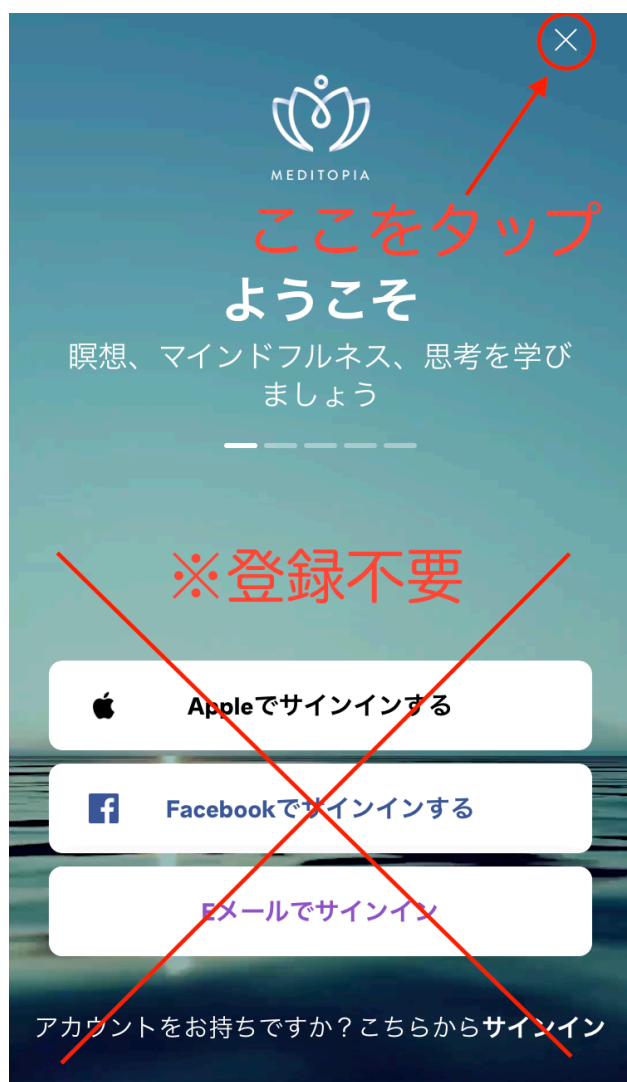 MEDITOPIA
ここをタップ
ようこそ
瞑想、マインドフルネス、思考を学び
ましょう
※登録不要
Appleでサインインする
Facebookでサインインする
Eメールでサインイン
アカウントをお持ちですか？こちらからサインイン